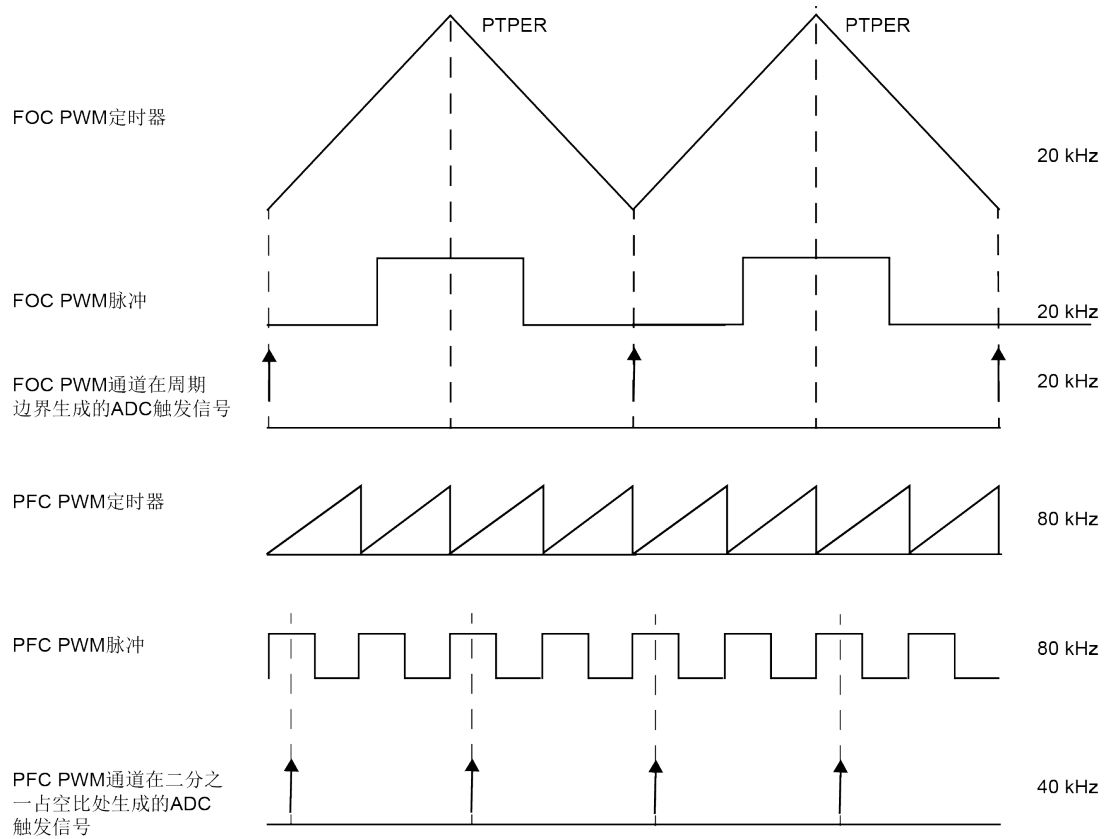 PTPER
PTPER
FOC PWM定时器
20 kHz
FOC PWM脉冲
20 kHz
FOC PWM通道在周期
边界生成的ADC触发信号
20 kHz
PFC PWM定时器
80 kHz
PFC PWM脉冲
80 kHz
PFC PWM通道在二分之
一占空比处生成的ADC
触发信号
40 kHz